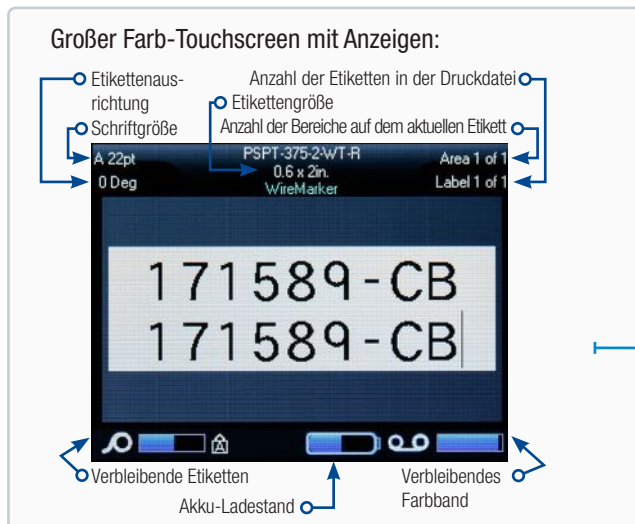 Großer Farb-Touchscreen mit Anzeigen:
Etikettenaus-
richtung
Anzahl der Etiketten in der Druckdatei
Etikettengröße
Schriftgröße
Anzahl der Bereiche auf dem aktuellen Etikett
A 22pt
PSPT-375-2-WT-R
Area 1 of 1
0 Deg
0.6 x 2in.
Label 1 of 1
WireMarker
171589-CB
171589-CB
A
Verbleibende Etiketten
Akku-Ladestand
Verbleibendes
Farbband